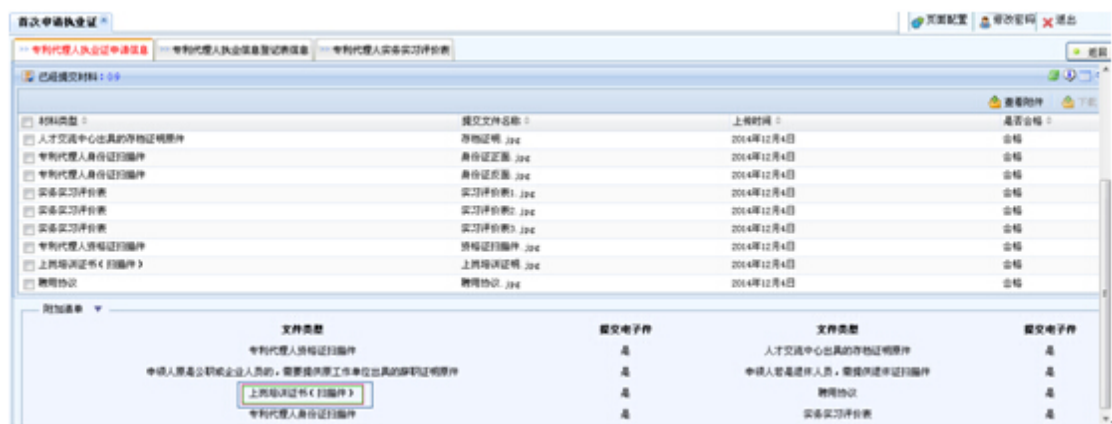 首次申请执业证
页面配置 修改密码 退出
专利代理人执业证申请信息 专利代理人执业信息登记表信息 专利代理人实务实习评价表 返回
已经提交材料：09
查看附件 下载
材料类型 提交文件名称 上传时间 是否合格
人才交流中心出具的存档证明原件 存档证明.jpg 2014年12月4日 合格
专利代理人身份证扫描件 身份证正面.jpg 2014年12月4日 合格
专利代理人身份证扫描件 身份证反面.jpg 2014年12月4日 合格
实务实习评价表 实习评价表1.jpg 2014年12月4日 合格
实务实习评价表 实习评价表2.jpg 2014年12月4日 合格
实务实习评价表 实习评价表3.jpg 2014年12月4日 合格
专利代理人资格证扫描件 资格证扫描件.jpg 2014年12月4日 合格
上岗培训证书（扫描件） 上岗培训证明.jpg 2014年12月4日 合格
聘用协议 聘用协议.jpg 2014年12月4日 合格
附加清单
文件类型 提交电子件 文件类型 提交电子件
专利代理人资格证扫描件 是 人才交流中心出具的存档证明原件 是
申领人原是公职或企业人员的，需要提供原工作单位出具的辞职证明原件 是 申领人若是退休人员，需提供退休证扫描件 是
上岗培训证书（扫描件） 是 聘用协议 是
专利代理人身份证扫描件 是 实务实习评价表 是